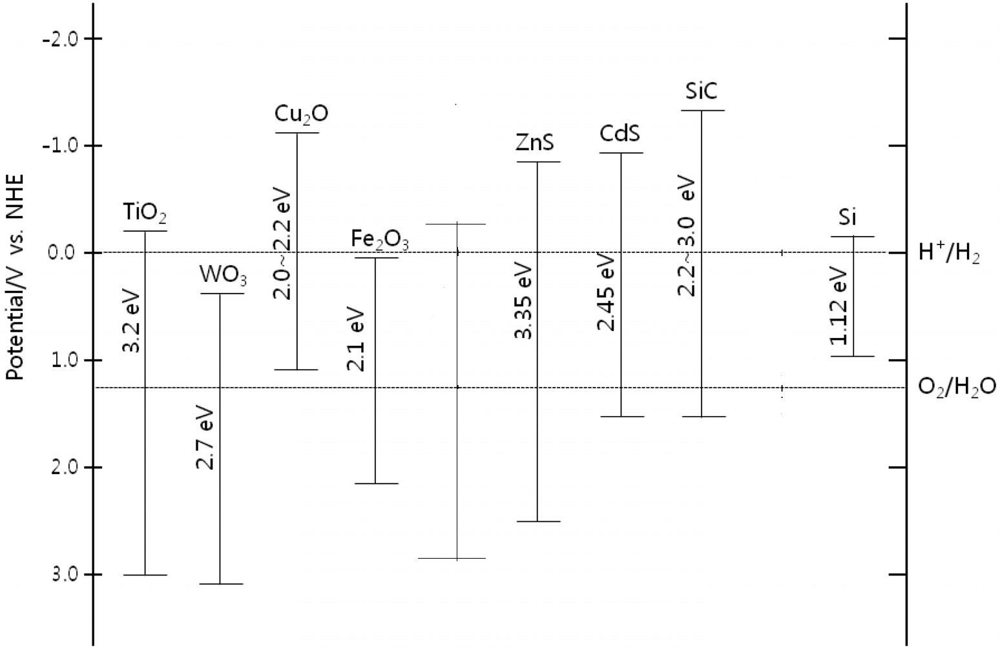 -2.0
SiC
Cu₂O
ZnS
CdS
-1.0
Potential/V vs. NHE
2.0~2.2 eV
2.2~3.0 eV
TiO₂
Si
Fe₂O₃
0.0
H⁺/H₂
WO₃
3.2 eV
2.1 eV
3.35 eV
2.45 eV
1.12 eV
1.0
O₂/H₂O
2.7 eV
2.0
3.0